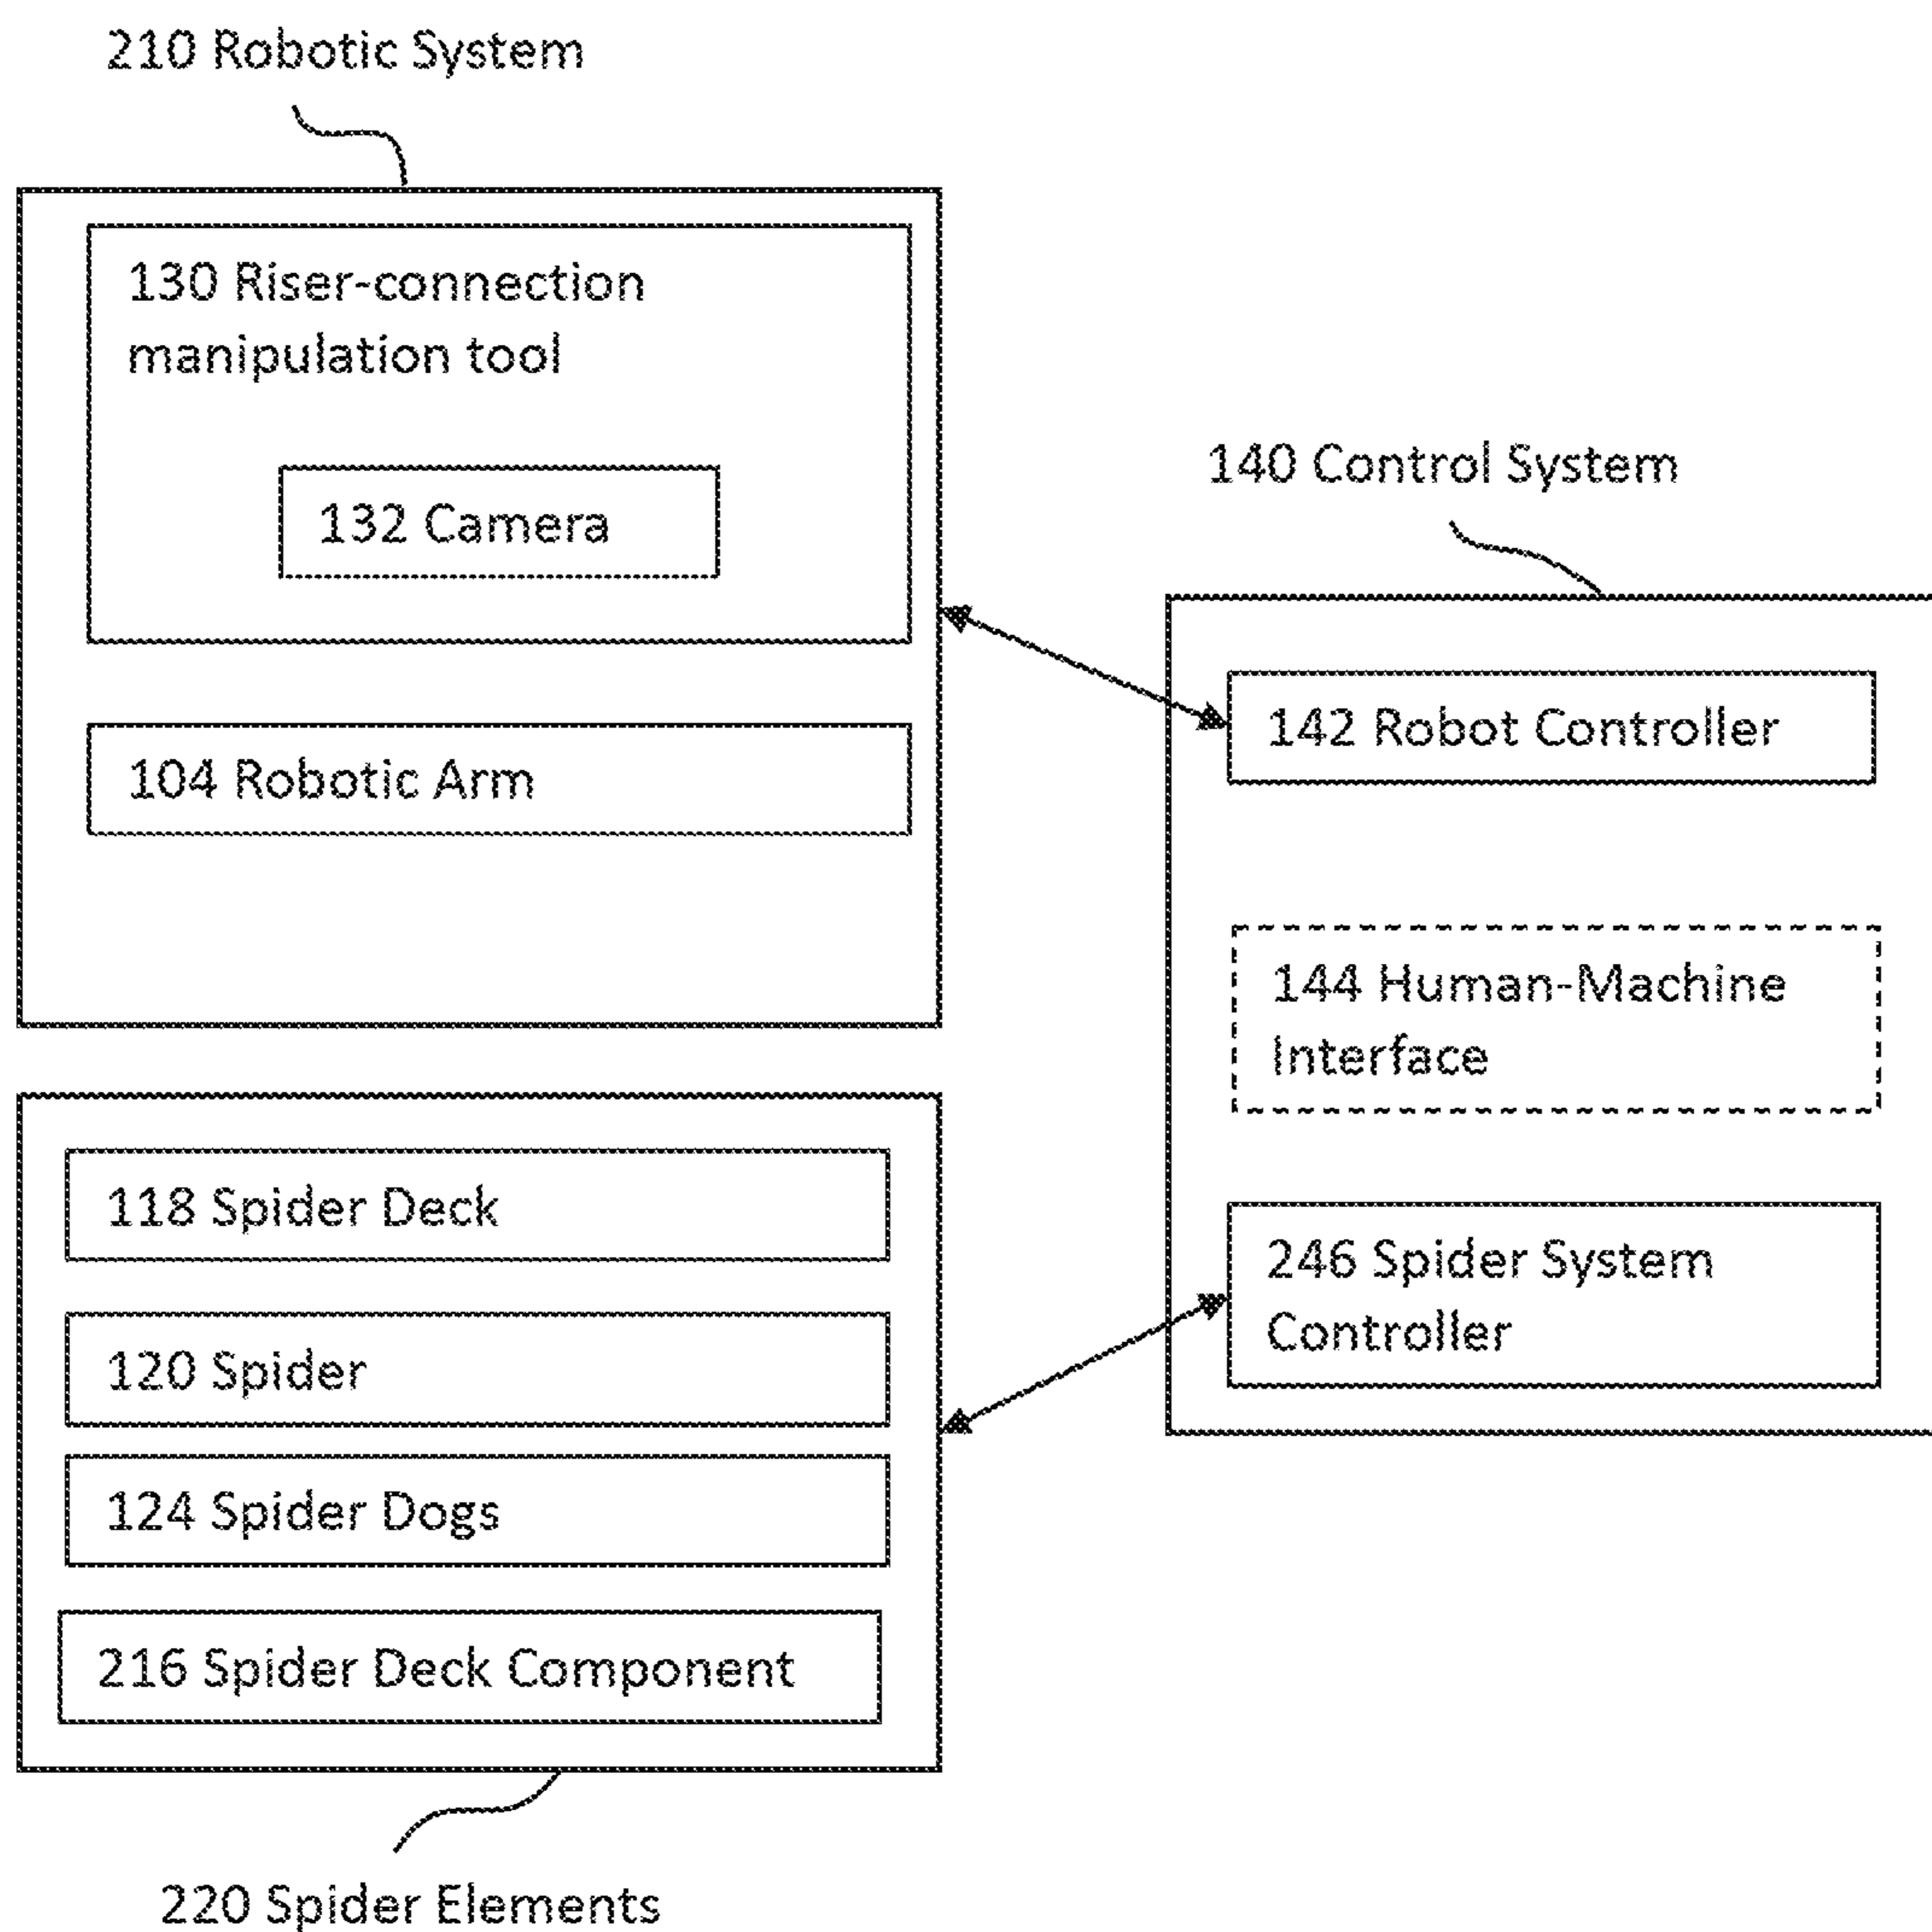 210 Robotic System
130 Riser-connection
manipulation tool
132 Camera
104 Robotic Arm
140 Control System
142 Robot Controller
144 Human-Machine
Interface
246 Spider System
Controller
118 Spider Deck
120 Spider
124 Spider Dogs
216 Spider Deck Component
220 Spider Elements